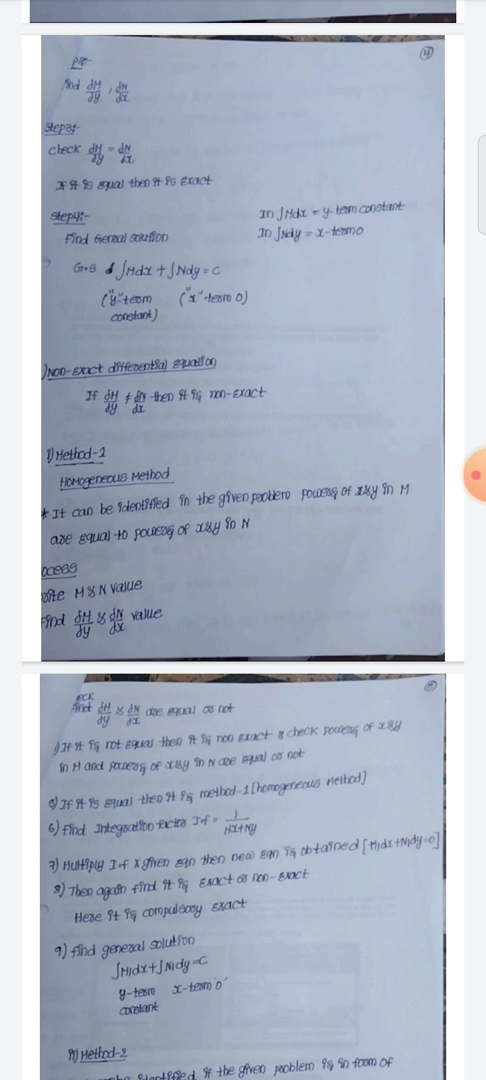 4
find dM/dy, dN/dx
Step3:-
check dM/dy = dN/dx
If it is equal then it is Exact
Step4:-
Find General solution
In ∫Mdx = y-term constant
In ∫Ndy = x-term 0
G.S ∫Mdx + ∫Ndy = C
("y" term constant)
("x"-term 0)
Non-Exact differential Equation
If dM/dy ≠ dN/dx then it is non-Exact
1) Method-1
Homogeneous Method
* It can be identified in the given problem powers of x&y in M
are equal to powers of x&y in N
ocess
ite M & N value
Find dM/dy & dN/dx value
5
eck
dM/dy & dN/dx are equal or not
) If it is not equal then it is non Exact & check powers of x&y
in M and powers of x&y in N are equal or not
5) If it is equal then it is method-1 [homogeneous Method]
6) Find Integration factor I.f = 1/Mx+Ny
7) Multiply I.f x given eqn then new eqn is obtained [M1dx+N1dy=0]
8) Then again find it is Exact or non-Exact
Here it is compulsory exact
9) find general solution
∫M1dx+∫N1dy=C
y-term x-term 0
constant
Method-2
identified if the given problem is in form of